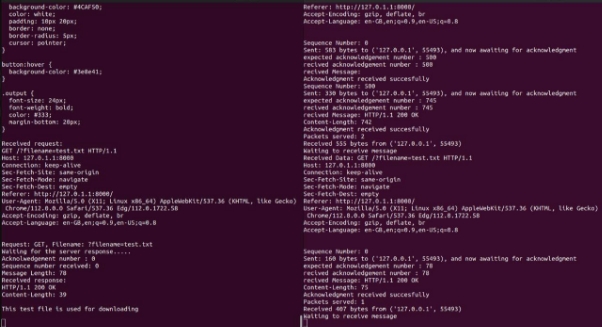 background-color: #4CAF50;
color: white;
padding: 10px 20px;
border: none;
border-radius: 5px;
cursor: pointer;
}
button:hover {
background-color: #3e8e41;
}
.output {
font-size: 24px;
font-weight: bold;
color: #333;
margin-bottom: 20px;
}
Received request:
GET /?filename=test.txt HTTP/1.1
Host: 127.0.1.1:8000
Connection: keep-alive
Sec-Fetch-Site: same-origin
Sec-Fetch-Mode: navigate
Sec-Fetch-Dest: empty
Referer: http://127.0.1.1:8000/
User-Agent: Mozilla/5.0 (X11; Linux x86_64) AppleWebKit/537.36 (KHTML, like Gecko)
Chrome/112.0.0.0 Safari/537.36 Edg/112.0.1722.58
Accept-Encoding: gzip, deflate, br
Accept-Language: en-GB,en;q=0.9,en-US;q=0.8
Request: GET, Filename: ?filename=test.txt
Waiting for the server response.....
Acknolwedgement number : 0
Sequence number received: 0
Message Length: 78
Received response:
HTTP/1.1 200 OK
Content-Length: 39
This test file is used for downloading
Referer: http://127.0.1.1:8000/
Accept-Encoding: gzip, deflate, br
Accept-Language: en-GB,en;q=0.9,en-US;q=0.8
Sequence Number: 0
Sent: 583 bytes to ('127.0.0.1', 55493), and now awaiting for acknowledgment
expected acknowledgement number : 500
recived acknowledgement number : 500
recived Message:
Acknowledgment received succesfully
Sequence Number: 500
Sent: 330 bytes to ('127.0.0.1', 55493), and now awaiting for acknowledgment
expected acknowledgement number : 745
recived acknowledgement number : 745
recived Message: HTTP/1.1 200 OK
Content-Length: 742
Acknowledgment received succesfully
Packets served: 2
Received 555 bytes from ('127.0.0.1', 55493)
Waiting to receive message
Received Data: GET /?filename=test.txt HTTP/1.1
Connection: keep-alive
Sec-Fetch-Site: same-origin
Sec-Fetch-Mode: navigate
Sec-Fetch-Dest: empty
Referer: http://127.0.1.1:8000/
User-Agent: Mozilla/5.0 (X11; Linux x86_64) AppleWebKit/537.36 (KHTML, like Gecko)
Chrome/112.0.0.0 Safari/537.36 Edg/112.0.1722.58
Accept-Encoding: gzip, deflate, br
Accept-Language: en-GB,en;q=0.9,en-US;q=0.8
Sequence Number: 0
Sent: 160 bytes to ('127.0.0.1', 55493), and now awaiting for acknowledgment
expected acknowledgement number : 78
recived acknowledgement number : 78
recived Message: HTTP/1.1 200 OK
Content-Length: 75
Acknowledgment received succesfully
Packets served: 1
Received 407 bytes from ('127.0.0.1', 55493)
Waiting to receive message